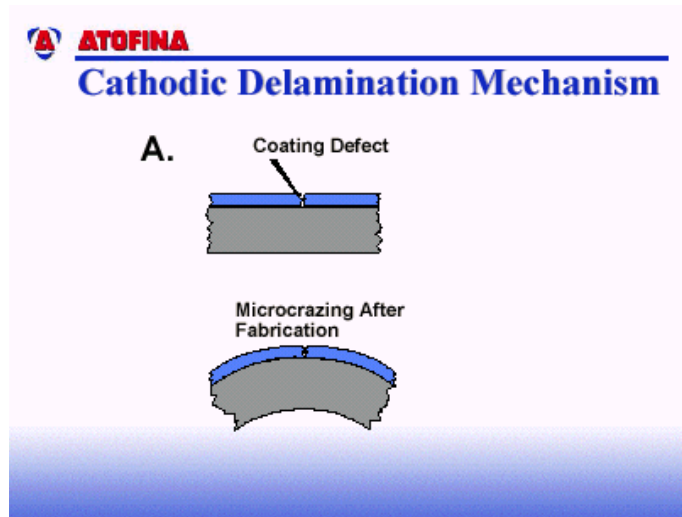 ATOFINA
Cathodic Delamination Mechanism
A.
Coating Defect
Microcrazing After
Fabrication